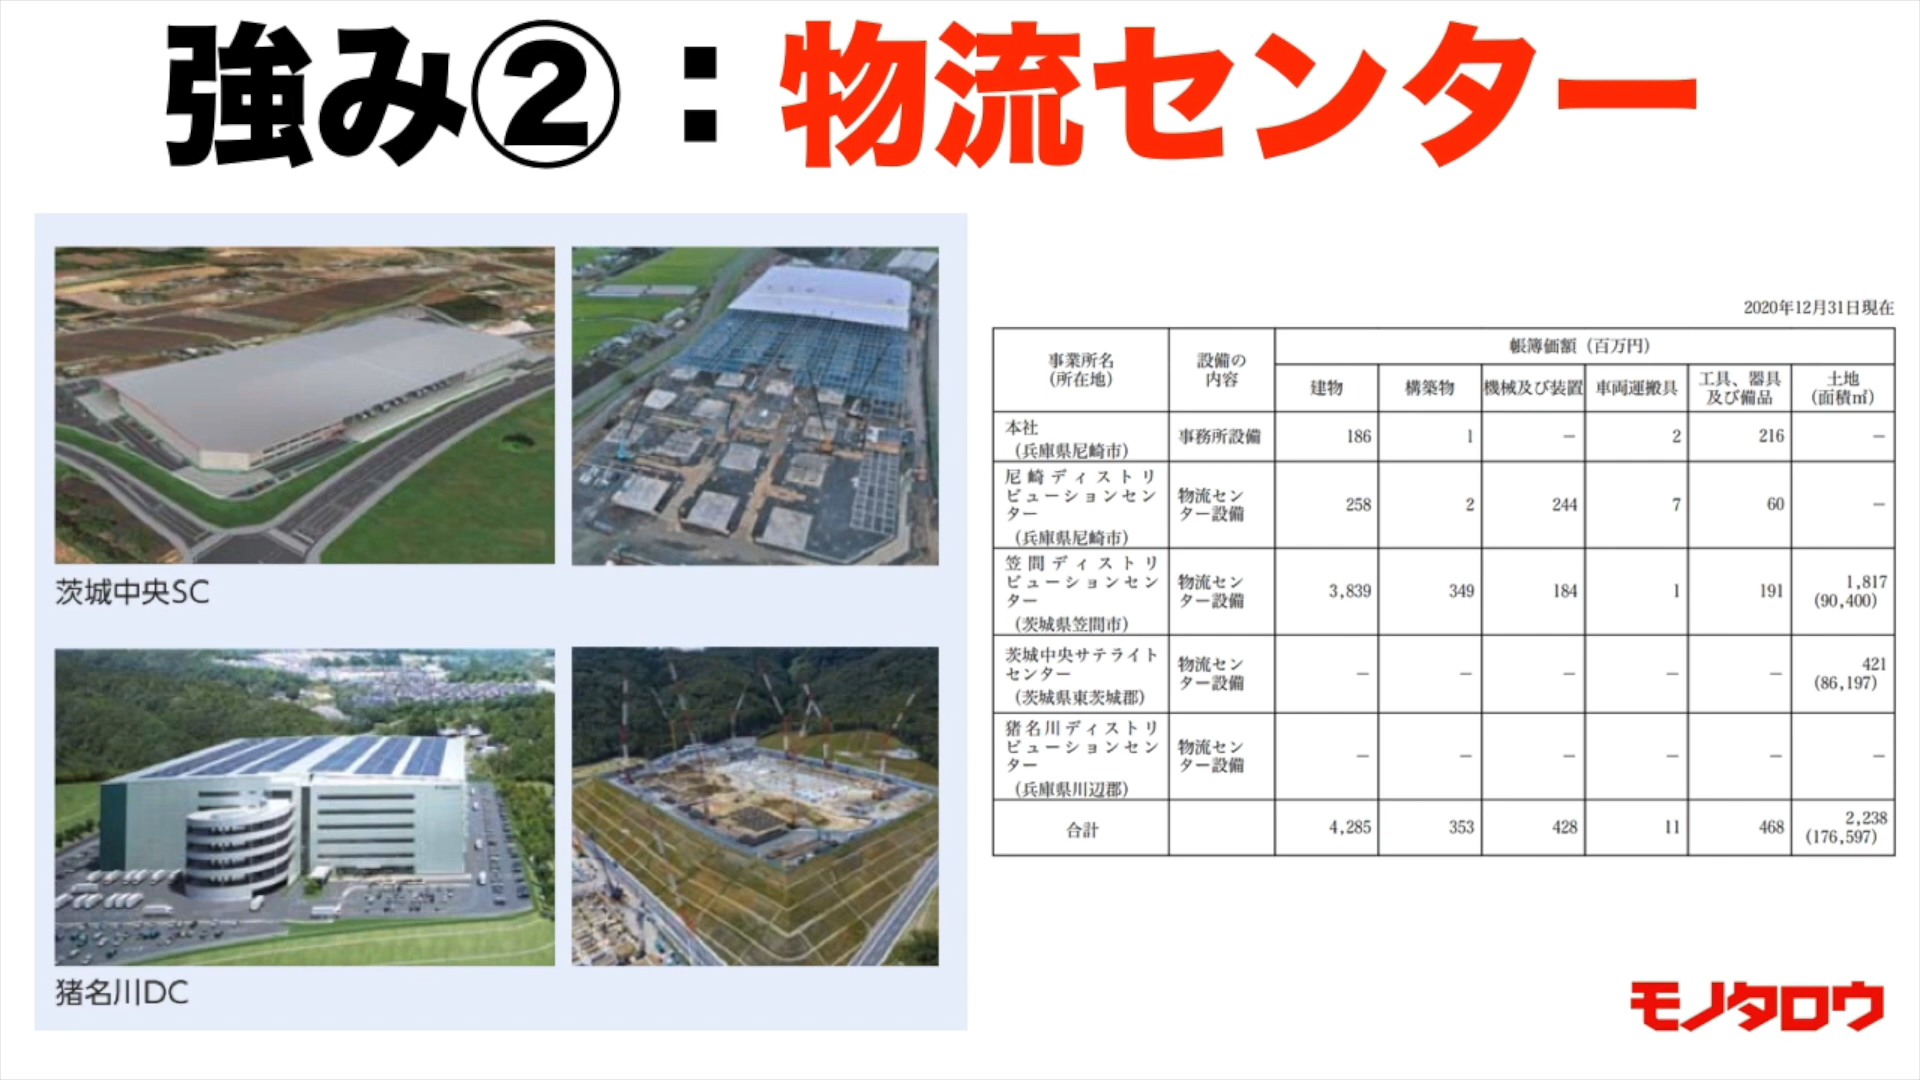 強み②：物流センター
茨城中央SC
猪名川DC
2020年12月31日現在
事業所名
（所在地）
設備の
内容
帳簿価額（百万円）
建物
構築物
機械及び装置
車両運搬具
工具、器具
及び備品
土地
（面積㎡）
本社
（兵庫県尼崎市）
事務所設備
186
1
－
2
216
－
尼崎ディストリ
ビューションセン
ター
（兵庫県尼崎市）
物流セン
ター設備
258
2
244
7
60
－
笠間ディストリ
ビューションセン
ター
（茨城県笠間市）
物流セン
ター設備
3,839
349
184
1
191
1,817
（90,400）
茨城中央サテライト
センター
（茨城県東茨城郡）
物流セン
ター設備
－
－
－
－
－
421
（86,197）
猪名川ディストリ
ビューションセン
ター
（兵庫県川辺郡）
物流セン
ター設備
－
－
－
－
－
－
合計
4,285
353
428
11
468
2,238
（176,597）
モノタロウ